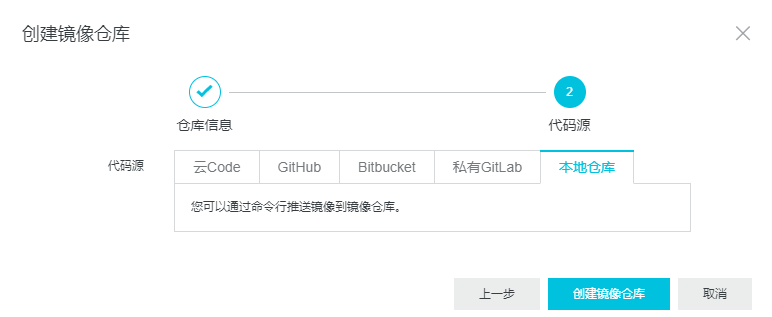 创建镜像仓库
2
仓库信息 代码源
代码源 云Code GitHub Bitbucket 私有GitLab 本地仓库
您可以通过命令行推送镜像到镜像仓库。
上一步 创建镜像仓库 取消